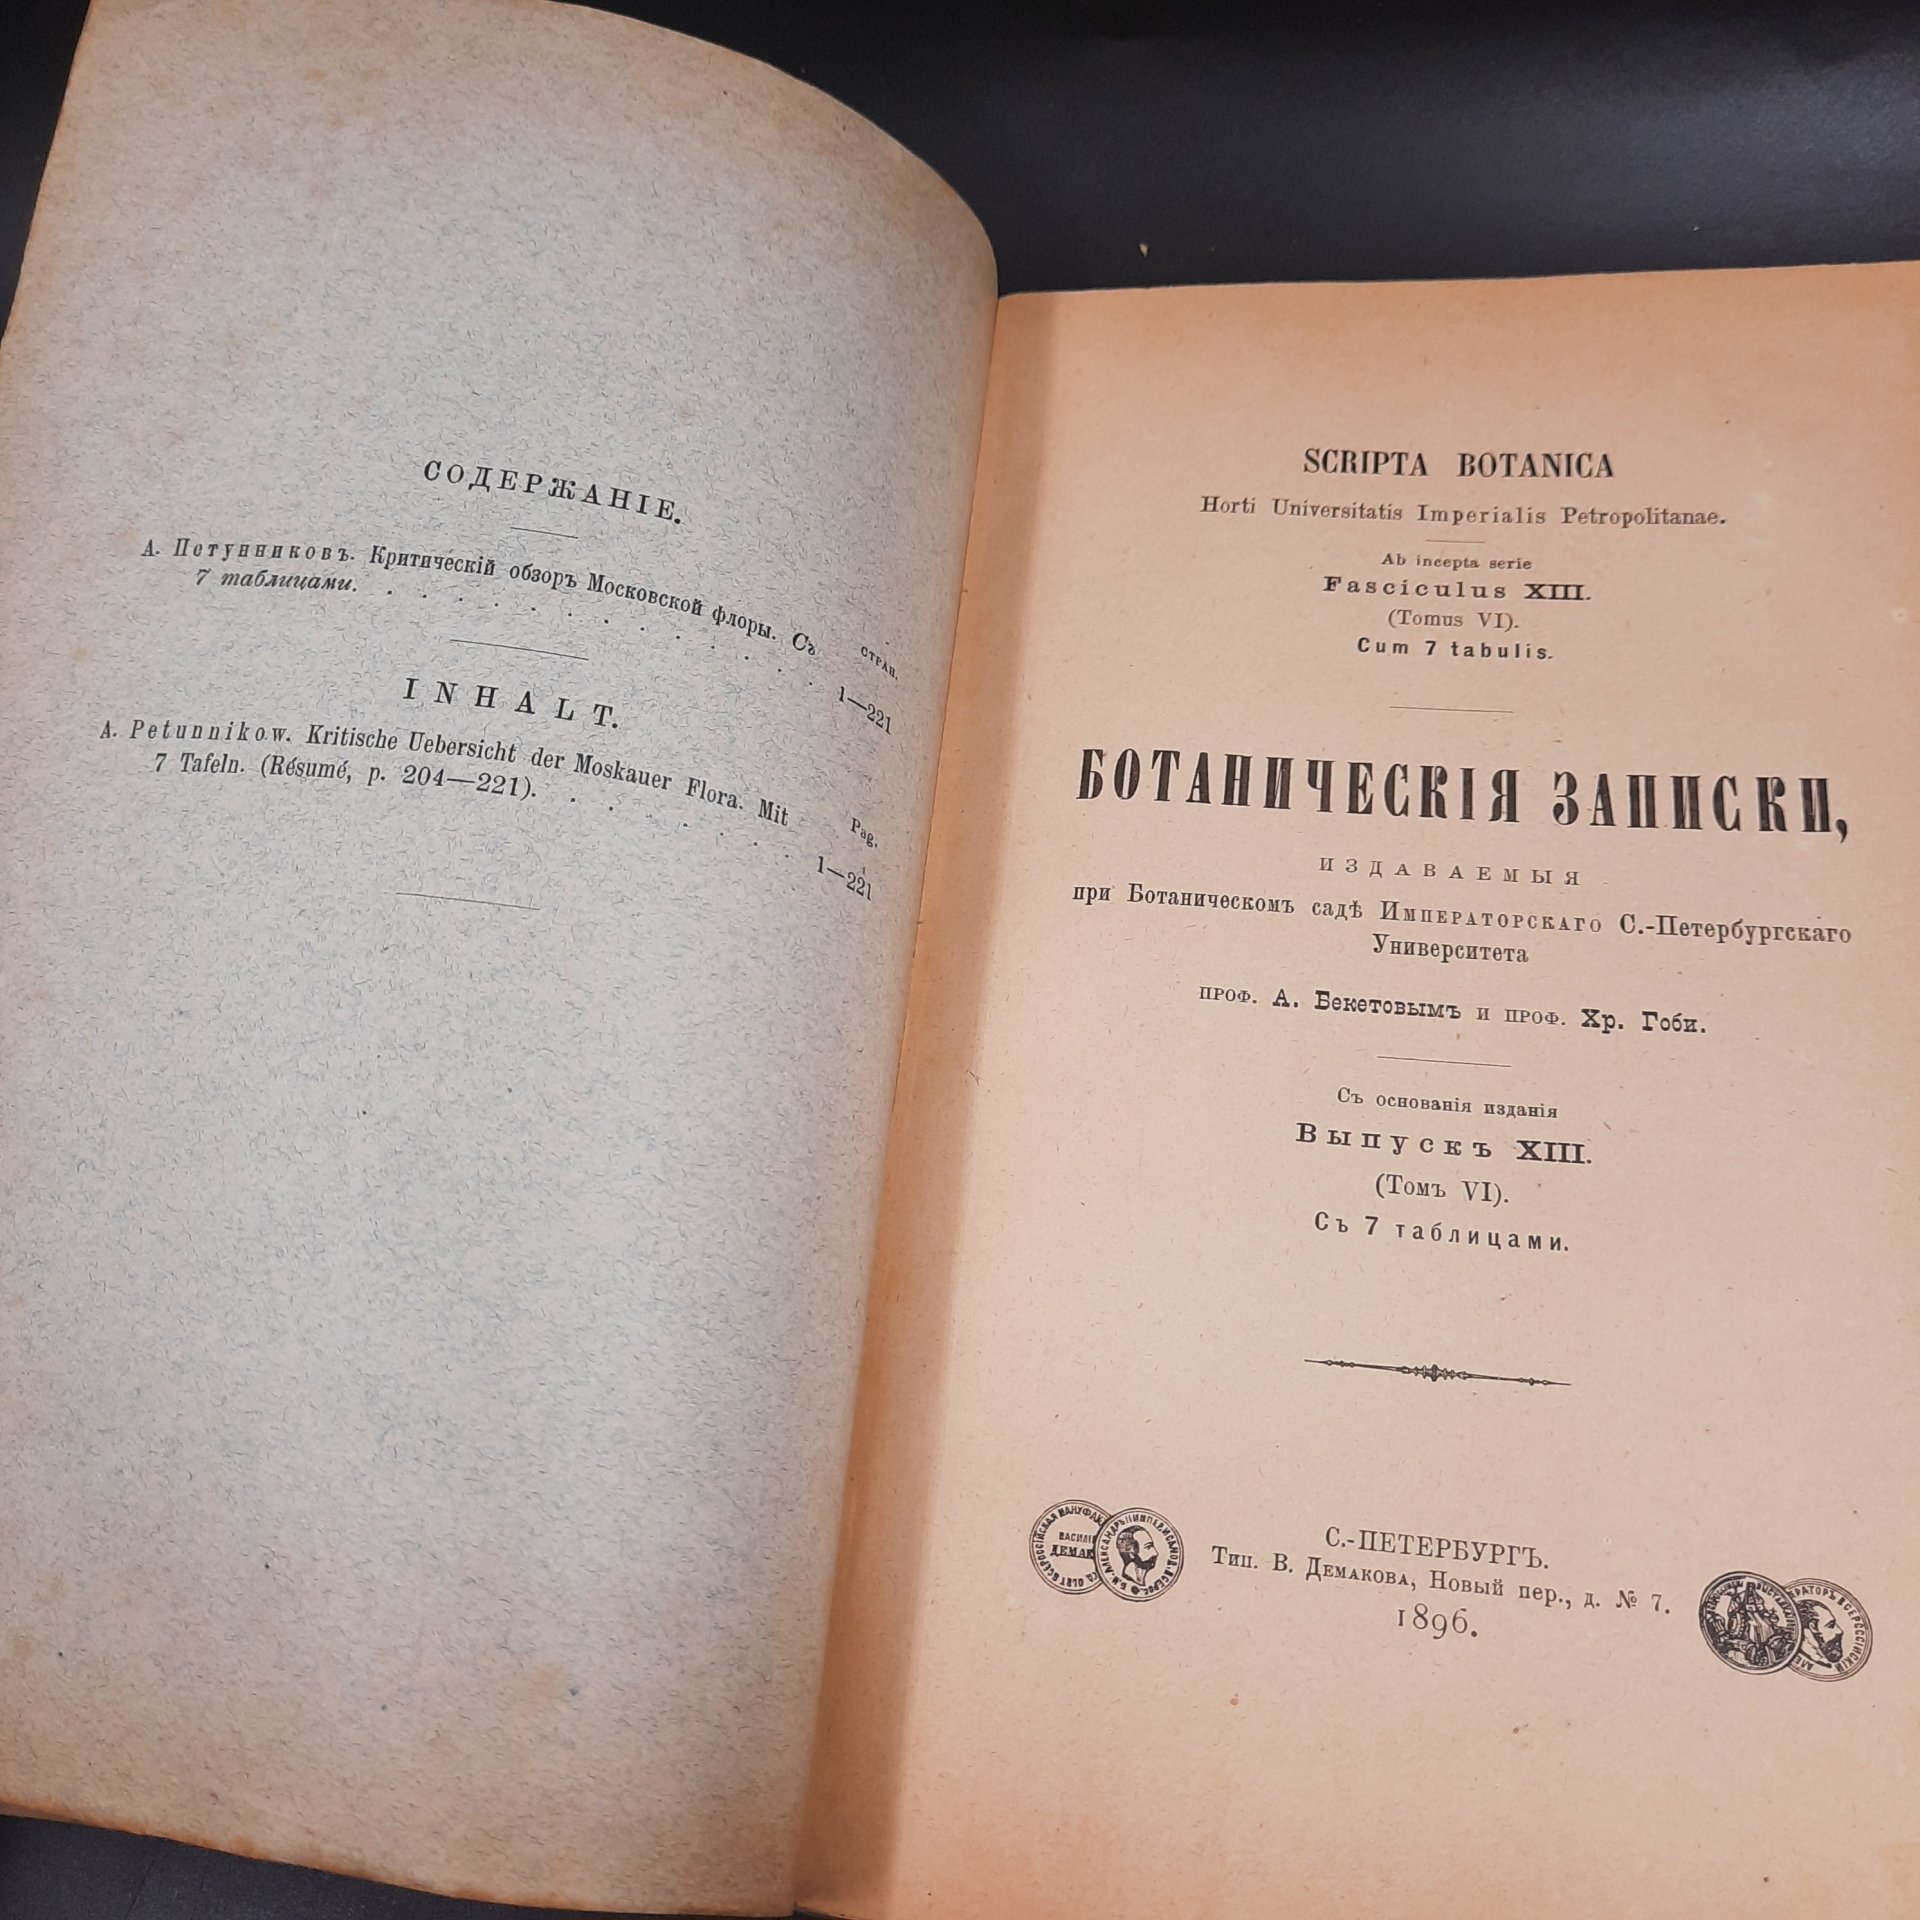 СОДЕРЖАНІЕ.
СТРАН.
А. Петунниковъ. Критическій обзоръ Московской флоры. Съ
7 таблицами. . . . . . . . . . . . . . 1—221
INHALT.
Pag.
A. Petunnikow. Kritische Uebersicht der Moskauer Flora. Mit
7 Tafeln. (Résumé, p. 204—221). . . . . . . . 1—221
SCRIPTA BOTANICA
Horti Universitatis Imperialis Petropolitanae.
Ab incepta serie
Fasciculus XIII.
(Tomus VI).
Cum 7 tabulis.
БОТАНИЧЕСКІЯ ЗАПИСКИ,
ИЗДАВАЕМЫЯ
при Ботаническомъ садѣ Императорскаго С.-Петербургскаго
Университета
ПРОФ. А. Бекетовымъ И ПРОФ. Хр. Гоби.
Съ основанія изданія
Выпускъ XIII.
(Томъ VI).
Съ 7 таблицами.
С.-ПЕТЕРБУРГЪ.
Тип. В. Демакова, Новый пер., д. № 7.
1896.